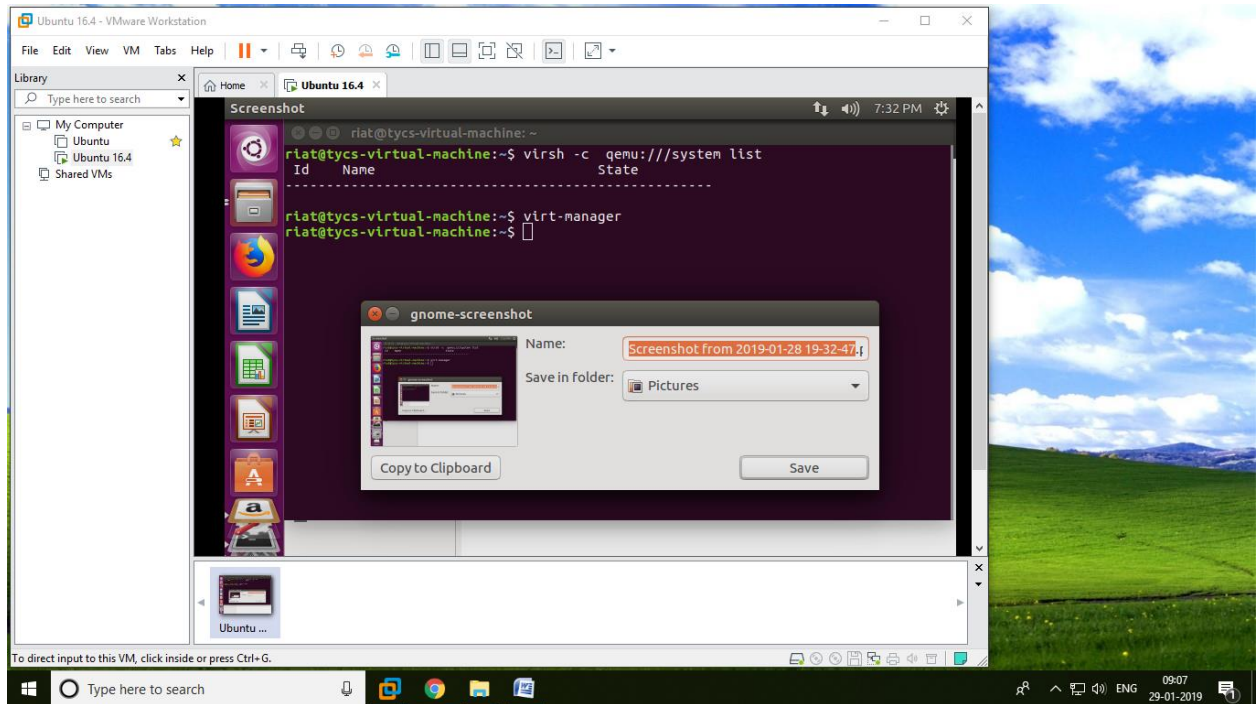 Ubuntu 16.4 - VMware Workstation
File Edit View VM Tabs Help
Library
Type here to search
My Computer
Ubuntu
Ubuntu 16.4
Shared VMs
Home
Ubuntu 16.4
Screenshot 7:32 PM
riat@tycs-virtual-machine: ~
riat@tycs-virtual-machine:~$ virsh -c qemu:///system list
Id Name State
----------------------------------------------------
riat@tycs-virtual-machine:~$ virt-manager
riat@tycs-virtual-machine:~$
gnome-screenshot
Name: Screenshot from 2019-01-28 19-32-47.p
Save in folder: Pictures
Copy to Clipboard Save
Ubuntu ...
To direct input to this VM, click inside or press Ctrl+G.
Type here to search
ENG 09:07
29-01-2019